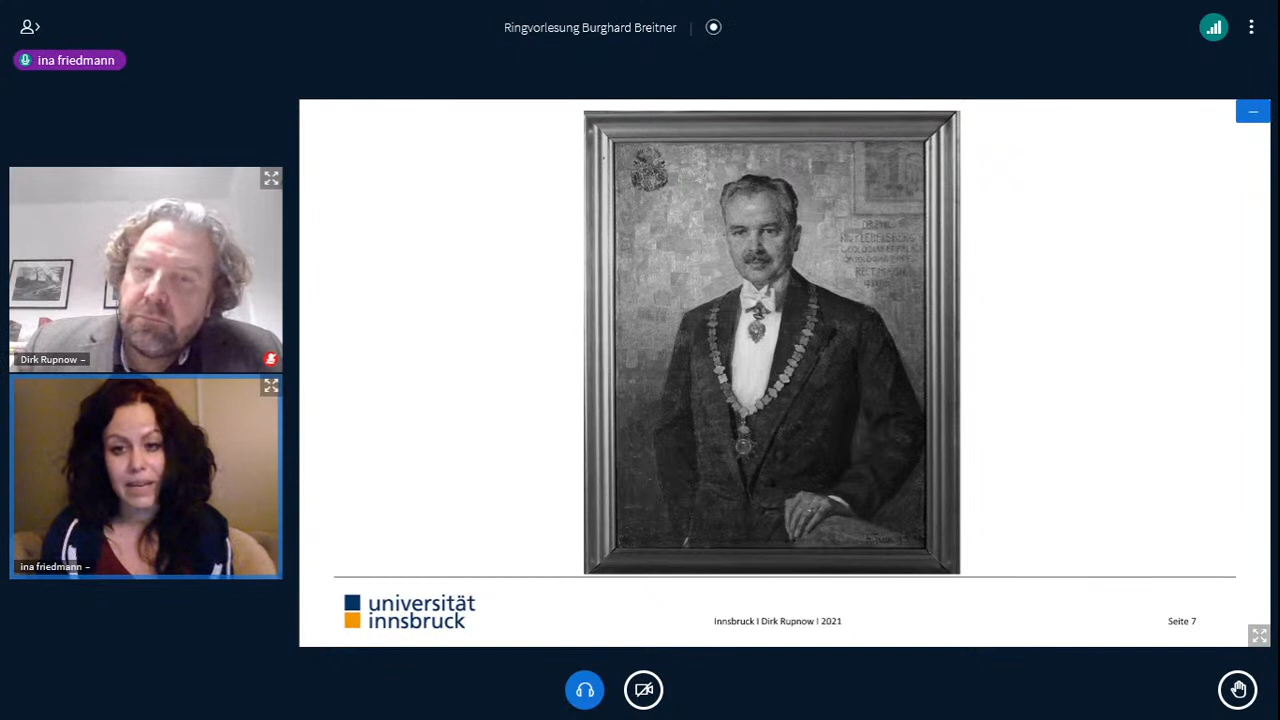 Ringvorlesung Burghard Breitner
ina friedmann
Dirk Rupnow
ina friedmann
universität
innsbruck
Innsbruck I Dirk Rupnow I 2021
Seite 7